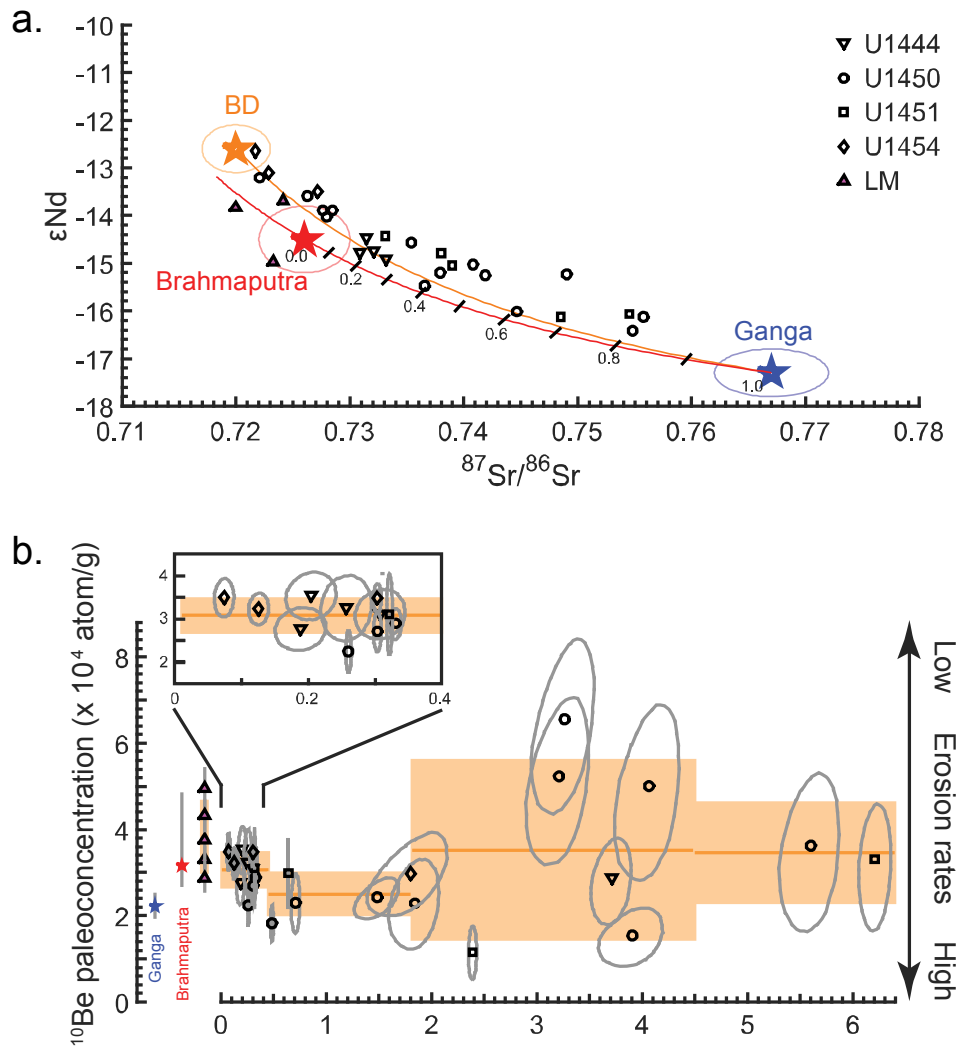 a.
-10
-11
-12
-13
-14
-15
-16
-17
-18
εNd
BD
Brahmaputra
Ganga
0.0
0.2
0.4
0.6
0.8
1.0
U1444
U1450
U1451
U1454
LM
0.71 0.72 0.73 0.74 0.75 0.76 0.77 0.78
⁸⁷Sr/⁸⁶Sr
b.
¹⁰Be paleoconcentration (x 10⁴ atom/g)
4
3
2
0 0.2 0.4
8
6
4
2
0
Ganga
Brahmaputra
0 1 2 3 4 5 6
Low Erosion rates High